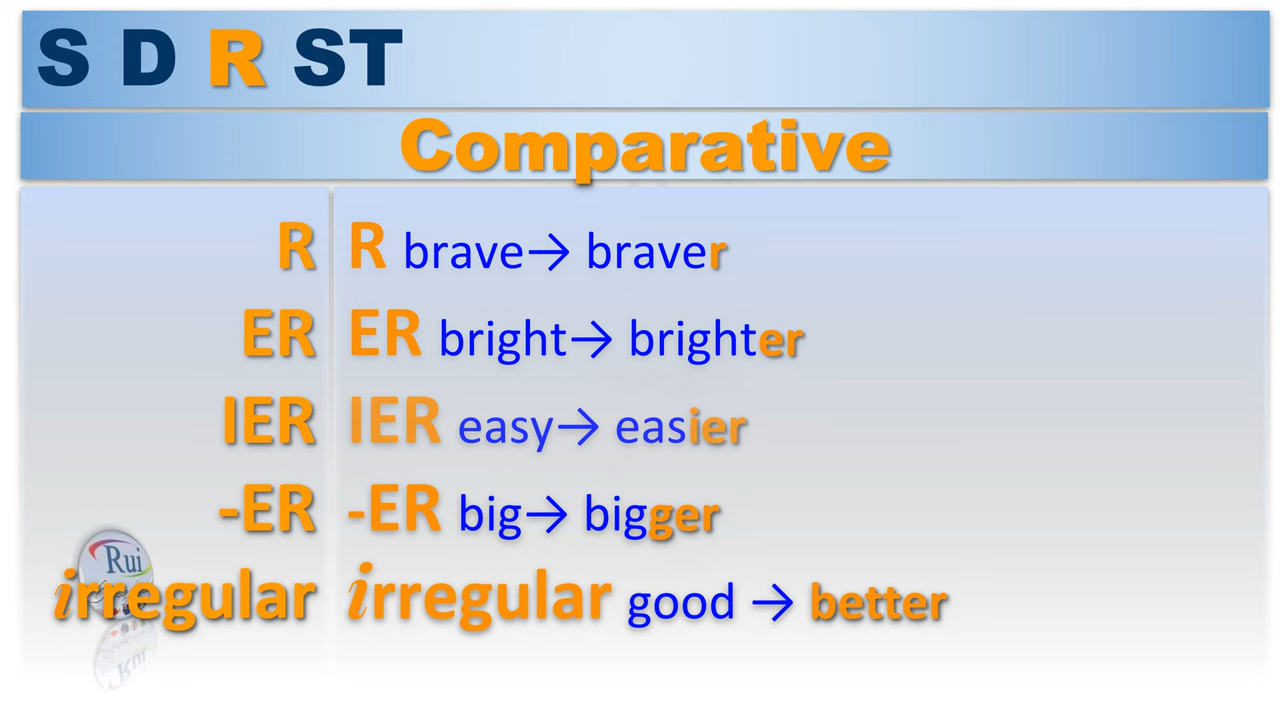 S D R ST
Comparative
R R brave→ braver
ER ER bright→ brighter
IER IER easy→ easier
-ER -ER big→ bigger
Rui
irregular irregular good → better